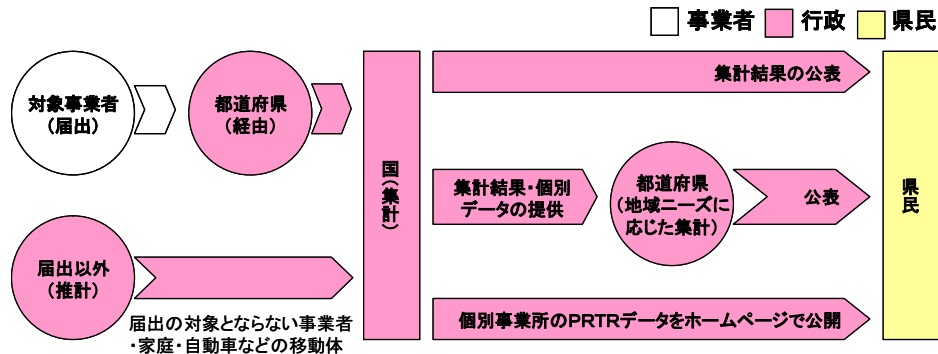 事業者 行政 県民
対象事業者
(届出)
都道府県
(経由)
国(集計)
集計結果の公表
集計結果・個別
データの提供
都道府県
(地域ニーズに
応じた集計)
公表
県民
届出以外
(推計)
届出の対象とならない事業者
・家庭・自動車などの移動体
個別事業所のPRTRデータをホームページで公開